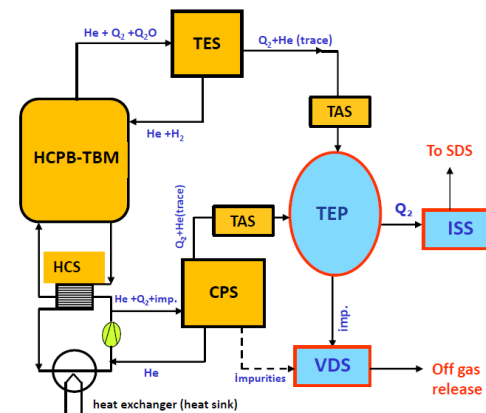 He + Q2 +Q2O
TES
Q2+He (trace)
TAS
He +H2
HCPB-TBM
To SDS
TEP
Q2
ISS
Q2+He(trace)
TAS
HCS
He +Q2+imp.
CPS
imp.
He
impurities
VDS
Off gas
release
heat exchanger (heat sink)